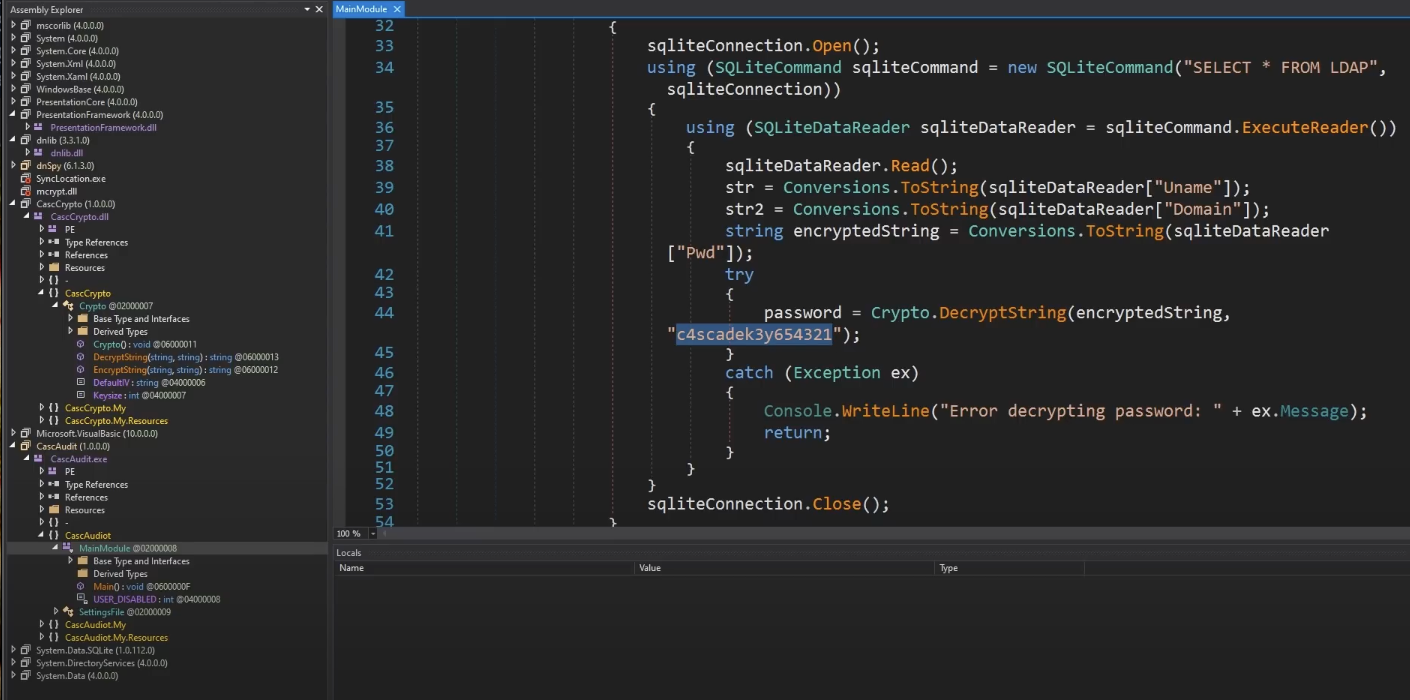 Assembly Explorer
mscorlib (4.0.0.0)
System (4.0.0.0)
System.Core (4.0.0.0)
System.Xml (4.0.0.0)
System.Xaml (4.0.0.0)
WindowsBase (4.0.0.0)
PresentationCore (4.0.0.0)
PresentationFramework (4.0.0.0)
PresentationFramework.dll
dnlib (3.3.1.0)
dnlib.dll
dnSpy (6.1.3.0)
SyncLocation.exe
mcrypt.dll
CascCrypto (1.0.0.0)
CascCrypto.dll
PE
Type References
References
Resources
{ } -
{ } CascCrypto
Crypto @02000007
Base Type and Interfaces
Derived Types
Crypto() : void @06000011
DecryptString(string, string) : string @06000013
EncryptString(string, string) : string @06000012
DefaultIV : string @04000006
Keysize : int @04000007
{ } CascCrypto.My
{ } CascCrypto.My.Resources
Microsoft.VisualBasic (10.0.0.0)
CascAudit (1.0.0.0)
CascAudit.exe
PE
Type References
References
Resources
{ } -
{ } CascAudiot
MainModule @02000008
Base Type and Interfaces
Derived Types
Main() : void @0600000F
USER_DISABLED : int @04000008
SettingsFile @02000009
{ } CascAudiot.My
{ } CascAudiot.My.Resources
System.Data.SQLite (1.0.112.0)
System.DirectoryServices (4.0.0.0)
System.Data (4.0.0.0)
MainModule
32 {
33 sqliteConnection.Open();
34 using (SQLiteCommand sqliteCommand = new SQLiteCommand("SELECT * FROM LDAP",
sqliteConnection))
35 {
36 using (SQLiteDataReader sqliteDataReader = sqliteCommand.ExecuteReader())
37 {
38 sqliteDataReader.Read();
39 str = Conversions.ToString(sqliteDataReader["Uname"]);
40 str2 = Conversions.ToString(sqliteDataReader["Domain"]);
41 string encryptedString = Conversions.ToString(sqliteDataReader
["Pwd"]);
42 try
43 {
44 password = Crypto.DecryptString(encryptedString,
"c4scadek3y654321");
45 }
46 catch (Exception ex)
47 {
48 Console.WriteLine("Error decrypting password: " + ex.Message);
49 return;
50 }
51 }
52 }
53 sqliteConnection.Close();
54 }
100 %
Locals
Name Value Type